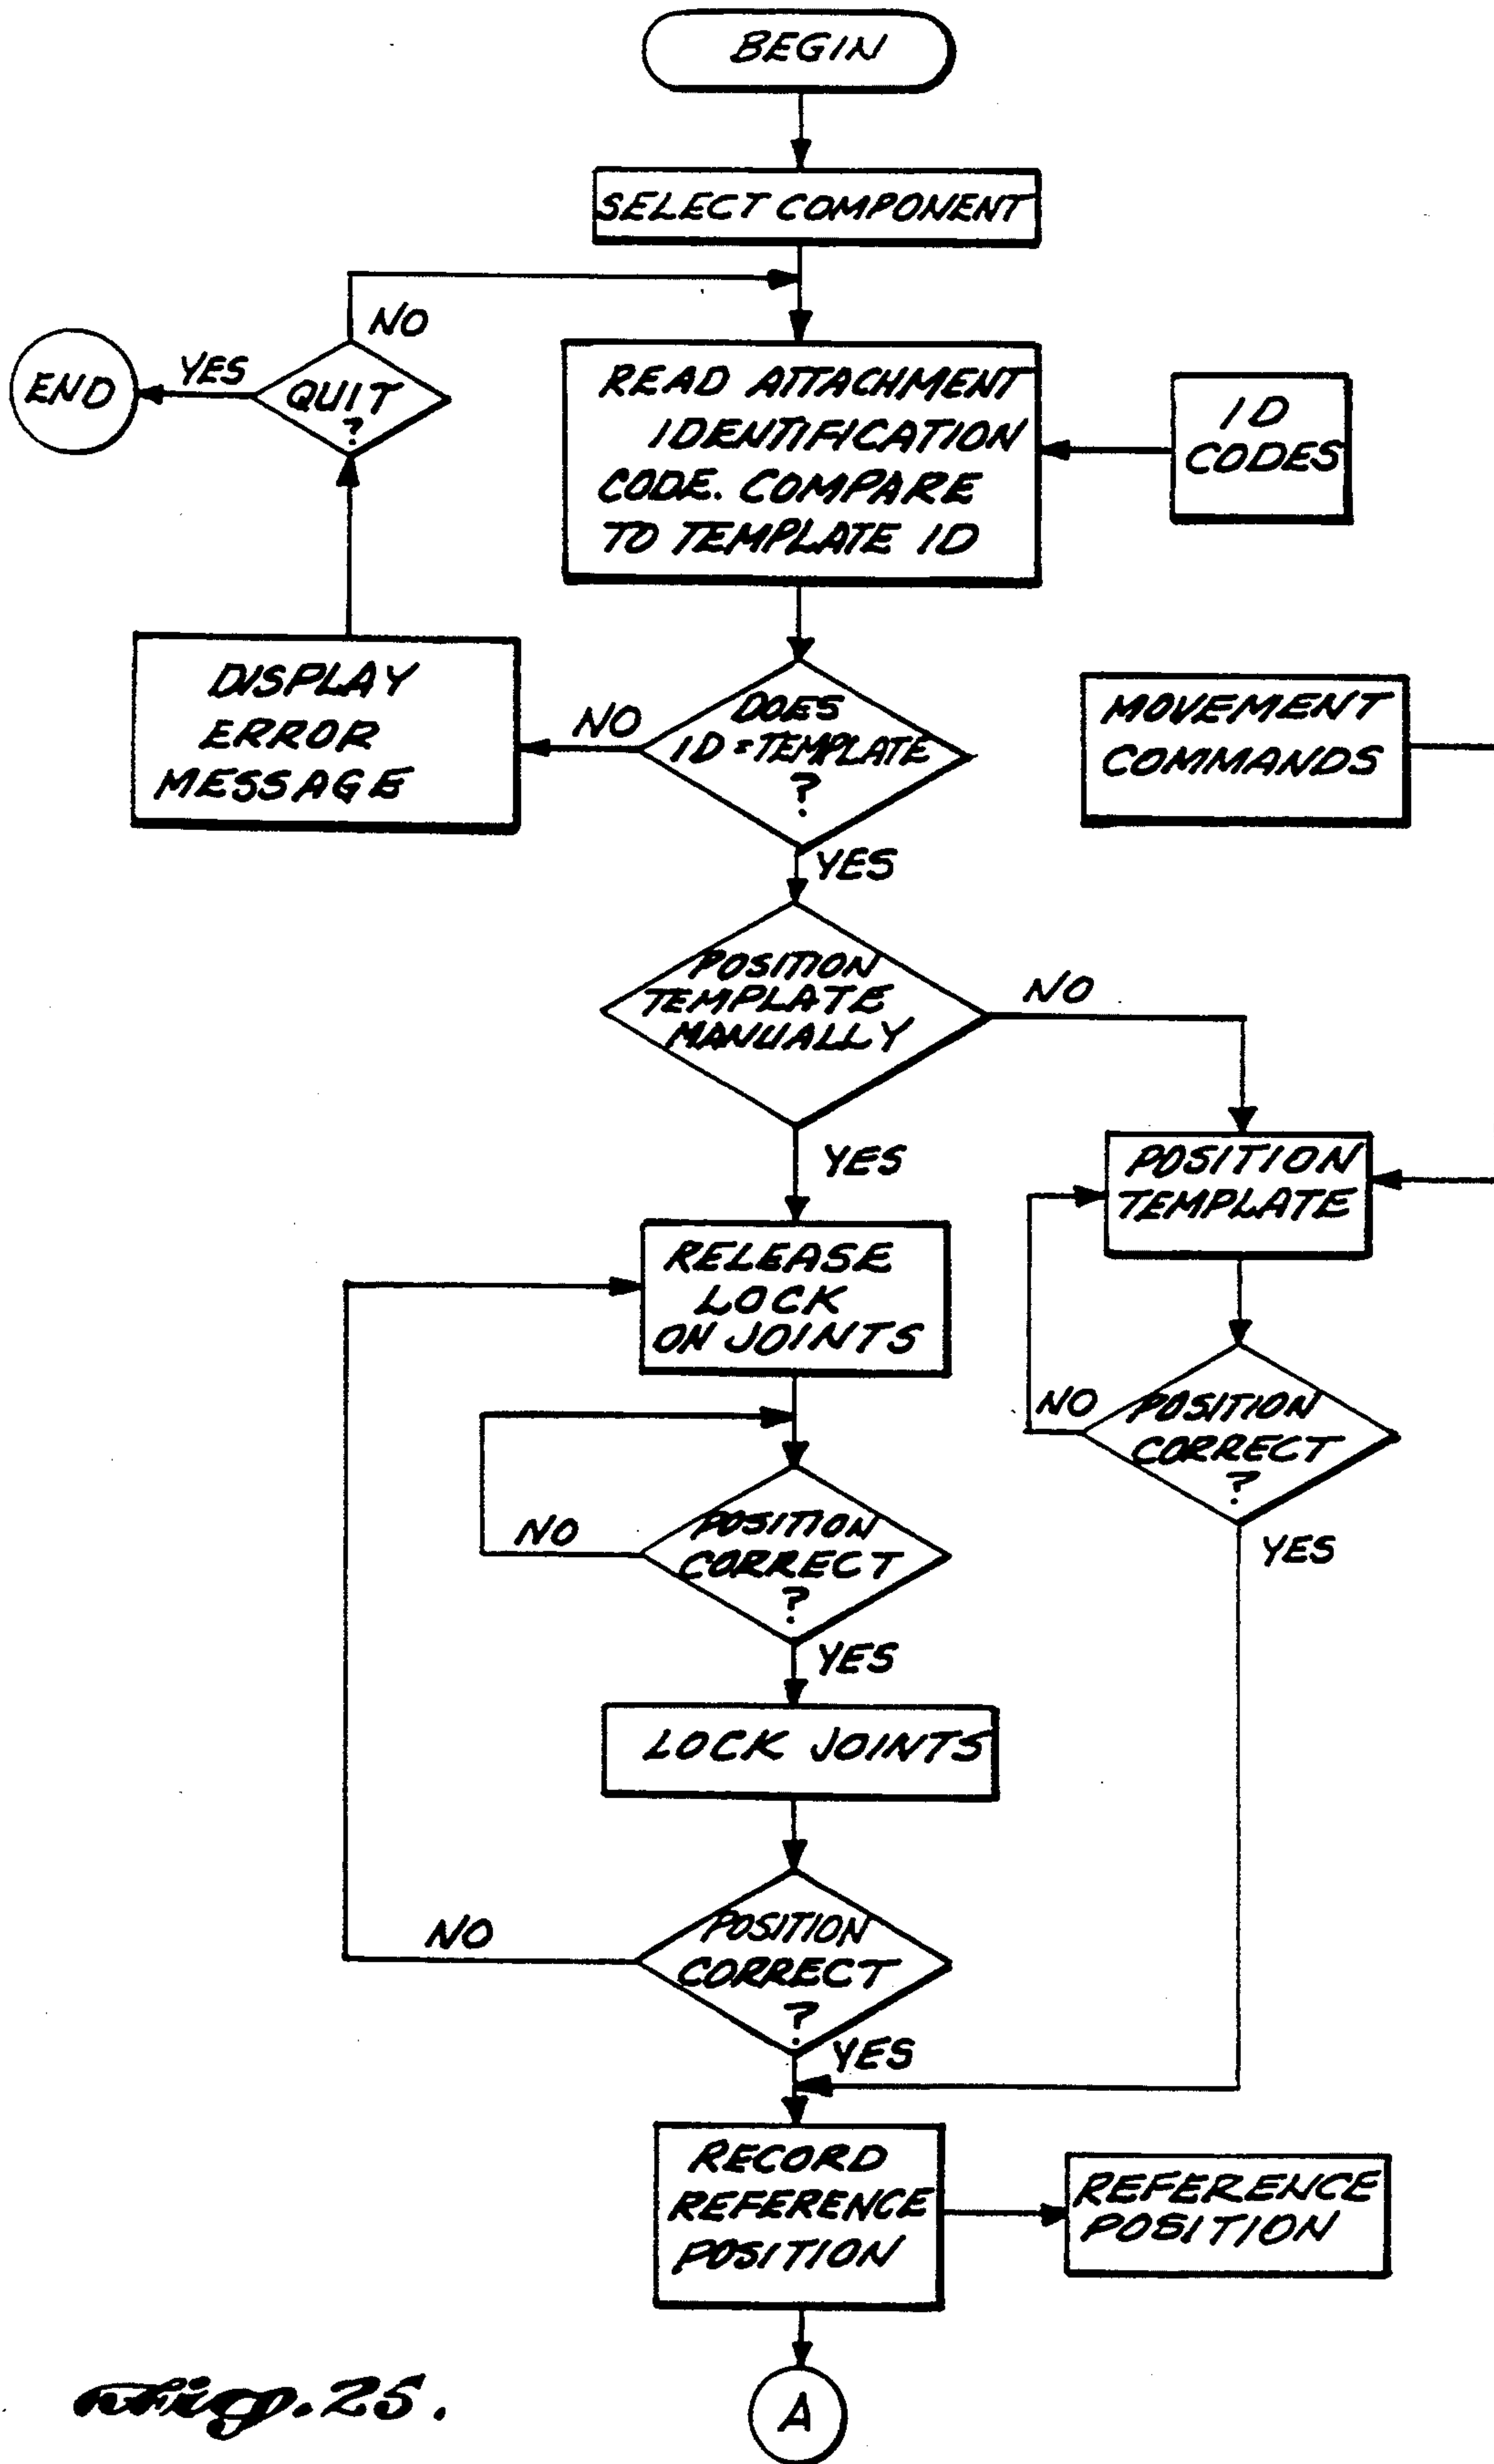 BEGIN
SELECT COMPONENT
NO
END
YES
QUIT
?
READ ATTACHMENT
IDENTIFICATION
CODE. COMPARE
TO TEMPLATE ID
ID
CODES
DISPLAY
ERROR
MESSAGE
NO
DOES
ID = TEMPLATE
?
MOVEMENT
COMMANDS
YES
POSITION
TEMPLATE
MANUALLY
NO
YES
POSITION
TEMPLATE
RELEASE
LOCK
ON JOINTS
NO
POSITION
CORRECT
?
YES
NO
POSITION
CORRECT
?
YES
LOCK JOINTS
NO
POSITION
CORRECT
?
YES
RECORD
REFERENCE
POSITION
REFERENCE
POSITION
A
Fig. 25.